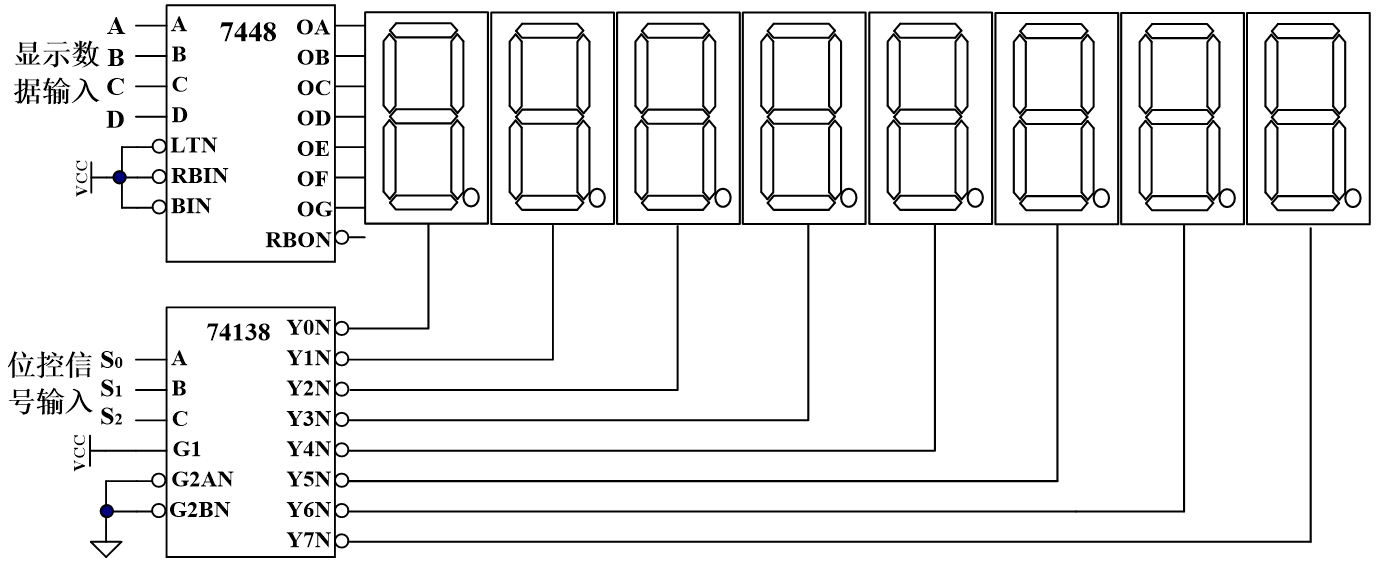 显示数
据输入
A
B
C
D
VCC
7448
A
B
C
D
LTN
RBIN
BIN
OA
OB
OC
OD
OE
OF
OG
RBON
位控信
号输入
S0
S1
S2
VCC
74138
A
B
C
G1
G2AN
G2BN
Y0N
Y1N
Y2N
Y3N
Y4N
Y5N
Y6N
Y7N